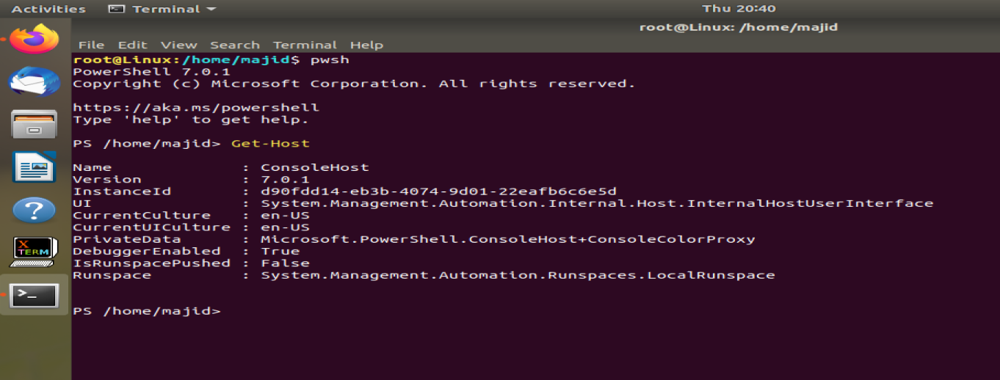 Activities Terminal Thu 20:40
root@Linux: /home/majid
File Edit View Search Terminal Help
root@Linux:/home/majid$ pwsh
PowerShell 7.0.1
Copyright (c) Microsoft Corporation. All rights reserved.
https://aka.ms/powershell
Type 'help' to get help.
PS /home/majid> Get-Host
Name : ConsoleHost
Version : 7.0.1
InstanceId : d90fdd14-eb3b-4074-9d01-22eafb6c6e5d
UI : System.Management.Automation.Internal.Host.InternalHostUserInterface
CurrentCulture : en-US
CurrentUICulture : en-US
PrivateData : Microsoft.PowerShell.ConsoleHost+ConsoleColorProxy
DebuggerEnabled : True
IsRunspacePushed : False
Runspace : System.Management.Automation.Runspaces.LocalRunspace
PS /home/majid>
?
X
TERM
>_